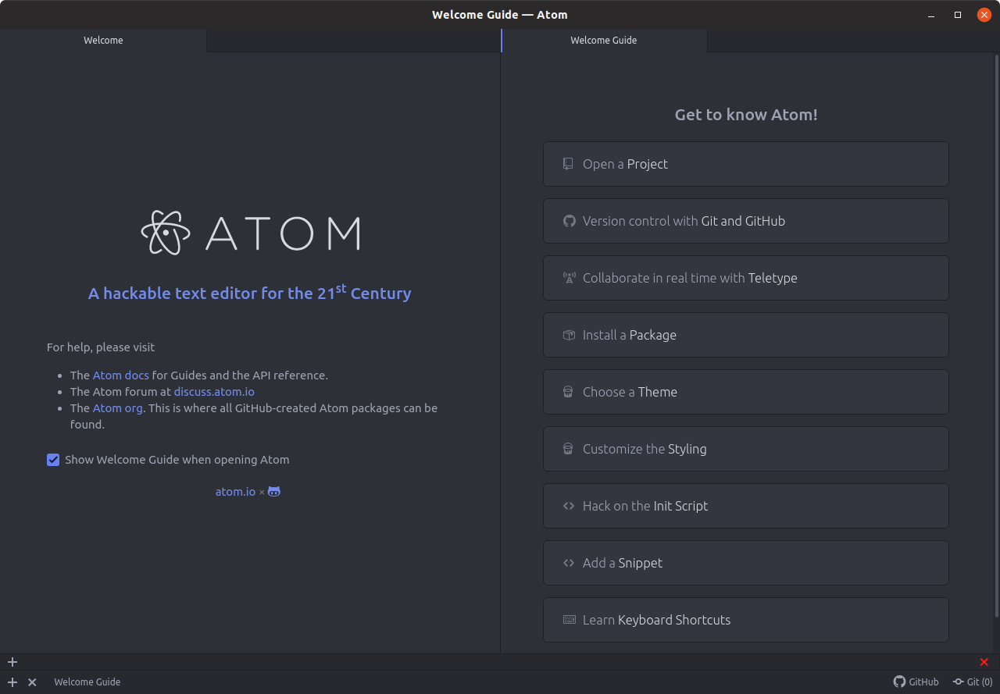 Welcome Guide — Atom
Welcome
Welcome Guide
ATOM
A hackable text editor for the 21st Century
For help, please visit
The Atom docs for Guides and the API reference.
The Atom forum at discuss.atom.io
The Atom org. This is where all GitHub-created Atom packages can be
found.
Show Welcome Guide when opening Atom
atom.io ×
Get to know Atom!
Open a Project
Version control with Git and GitHub
Collaborate in real time with Teletype
Install a Package
Choose a Theme
Customize the Styling
Hack on the Init Script
Add a Snippet
Learn Keyboard Shortcuts
Welcome Guide
GitHub
Git (0)